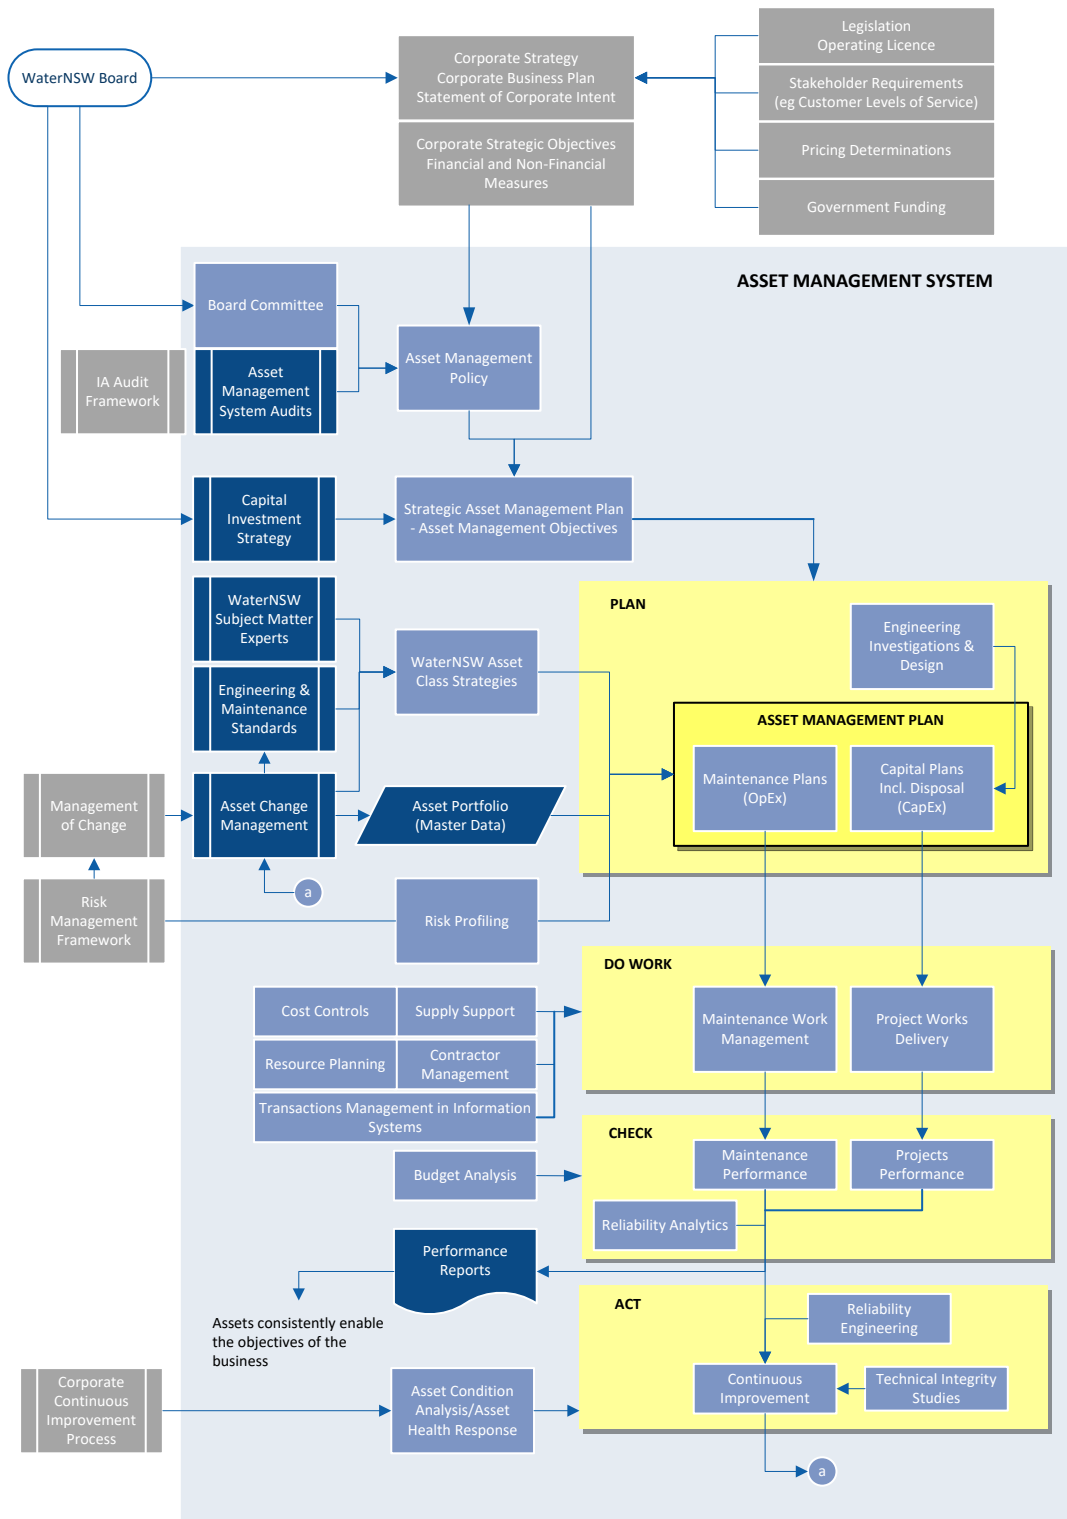 WaterNSW Board
Corporate Strategy
Corporate Business Plan
Statement of Corporate Intent
Corporate Strategic Objectives
Financial and Non-Financial
Measures
Legislation
Operating Licence
Stakeholder Requirements
(eg Customer Levels of Service)
Pricing Determinations
Government Funding
ASSET MANAGEMENT SYSTEM
Board Committee
IA Audit
Framework
Asset
Management
System Audits
Asset Management
Policy
Capital
Investment
Strategy
Strategic Asset Management Plan
- Asset Management Objectives
WaterNSW
Subject Matter
Experts
Engineering &
Maintenance
Standards
WaterNSW Asset
Class Strategies
PLAN
Engineering
Investigations &
Design
ASSET MANAGEMENT PLAN
Maintenance Plans
(OpEx)
Capital Plans
Incl. Disposal
(CapEx)
Management
of Change
Asset Change
Management
Asset Portfolio
(Master Data)
a
Risk
Management
Framework
Risk Profiling
DO WORK
Cost Controls
Supply Support
Resource Planning
Contractor
Management
Transactions Management in Information
Systems
Maintenance Work
Management
Project Works
Delivery
CHECK
Budget Analysis
Maintenance
Performance
Projects
Performance
Reliability Analytics
Performance
Reports
Assets consistently enable
the objectives of the
business
ACT
Reliability
Engineering
Continuous
Improvement
Technical Integrity
Studies
Corporate
Continuous
Improvement
Process
Asset Condition
Analysis/Asset
Health Response
a